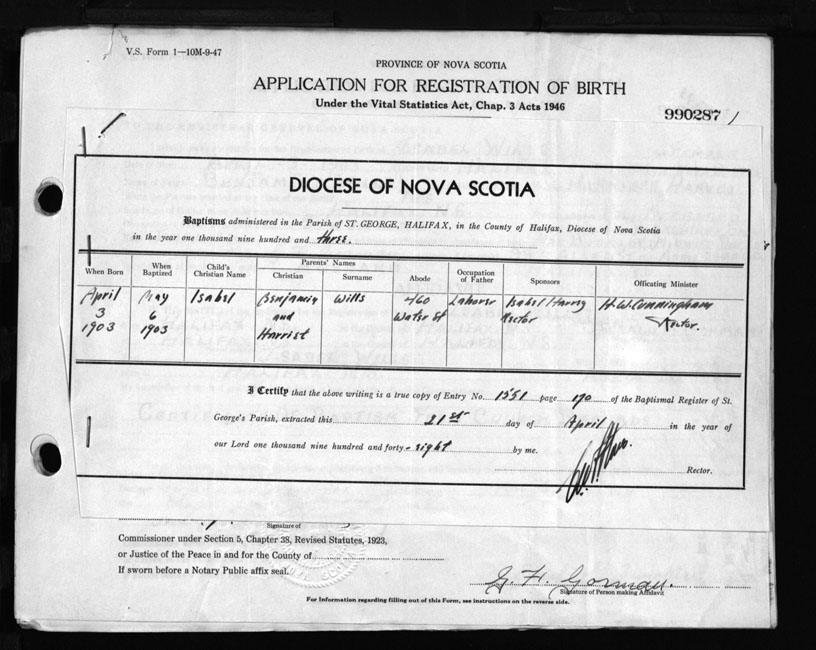 V.S. Form 1—10M-9-47
PROVINCE OF NOVA SCOTIA
APPLICATION FOR REGISTRATION OF BIRTH
Under the Vital Statistics Act, Chap. 3 Acts 1946
990287
DIOCESE OF NOVA SCOTIA
Baptisms administered in the Parish of ST. GEORGE, HALIFAX, in the County of Halifax, Diocese of Nova Scotia
in the year one thousand nine hundred and three.
When Born When Baptized Child's Christian Name Parents' Names Christian Surname Abode Occupation of Father Sponsors Officating Minister
April May Isabel Benjamin Wills 460 Laborer Isabel Harvey H. W. Cunningham
3 6 and Water St Rector Rector.
1903 1903 Harriet
I Certify that the above writing is a true copy of Entry No. 1551 page 170 of the Baptismal Register of St.
George's Parish, extracted this 21st day of April in the year of
our Lord one thousand nine hundred and forty-eight by me.
Rector.
Signature of
Commissioner under Section 5, Chapter 38, Revised Statutes, 1923,
or Justice of the Peace in and for the County of
If sworn before a Notary Public affix seal.
G. H. Gorman.
Signature of Person making Affidavit
For Information regarding filling out of this Form, see instructions on the reverse side.